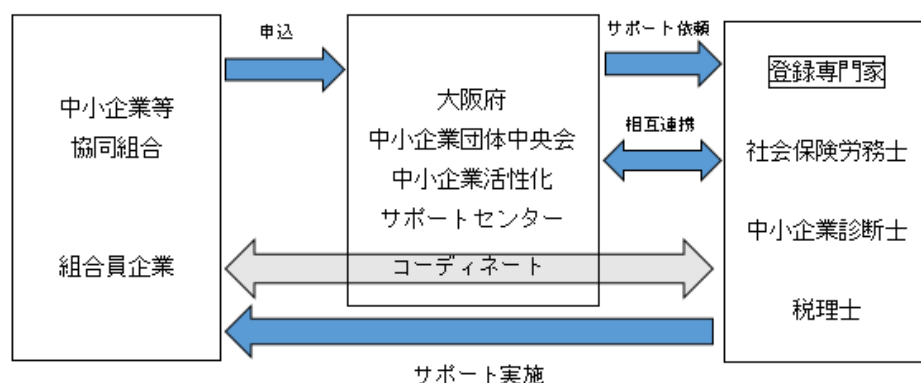 申込
サポート依頼
中小企業等
協同組合
組合員企業
大阪府
中小企業団体中央会
中小企業活性化
サポートセンター
相互連携
登録専門家
社会保険労務士
中小企業診断士
税理士
コーディネート
サポート実施